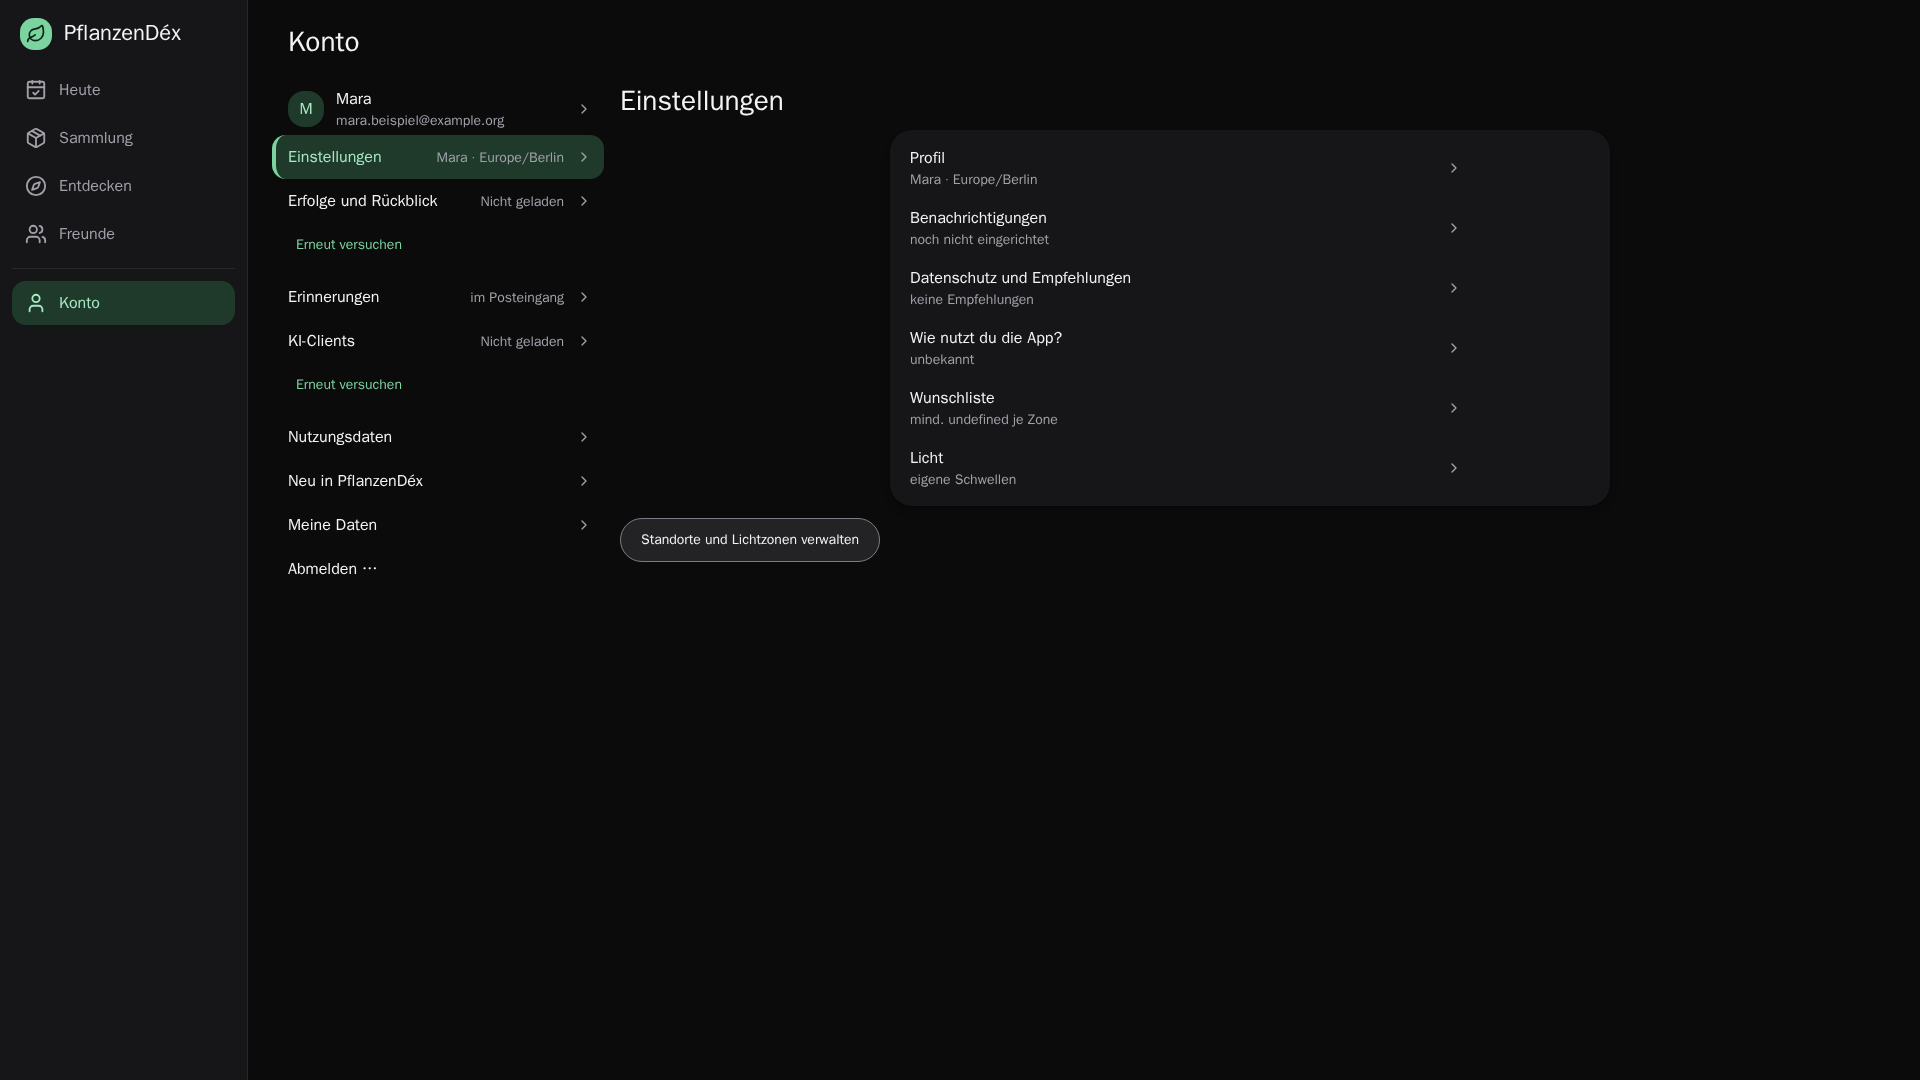 PflanzenDéx
Heute
Sammlung
Entdecken
Freunde
Konto
Konto
M
Mara
mara.beispiel@example.org
Einstellungen
Mara · Europe/Berlin
Erfolge und Rückblick
Nicht geladen
Erneut versuchen
Erinnerungen
im Posteingang
KI-Clients
Nicht geladen
Erneut versuchen
Nutzungsdaten
Neu in PflanzenDéx
Meine Daten
Abmelden ⋯
Einstellungen
Profil
Mara · Europe/Berlin
Benachrichtigungen
noch nicht eingerichtet
Datenschutz und Empfehlungen
keine Empfehlungen
Wie nutzt du die App?
unbekannt
Wunschliste
mind. undefined je Zone
Licht
eigene Schwellen
Standorte und Lichtzonen verwalten